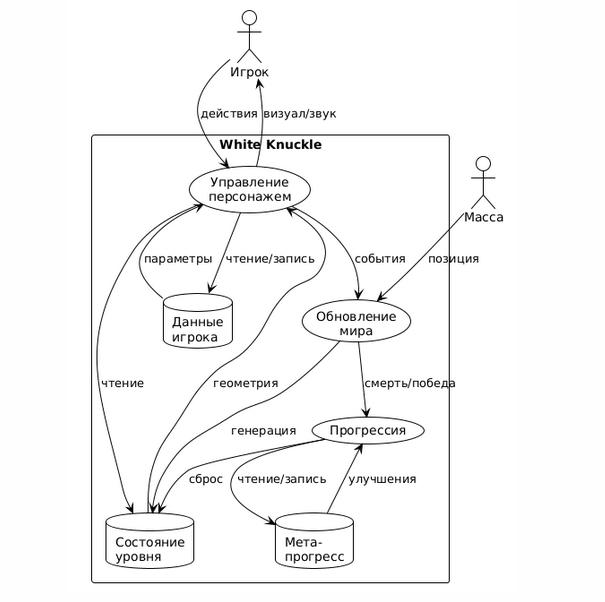 Игрок
действия
визуал/звук
White Knuckle
Управление
персонажем
Масса
параметры
чтение/запись
события
позиция
Данные
игрока
Обновление
мира
чтение
геометрия
смерть/победа
генерация
Прогрессия
сброс
чтение/запись
улучшения
Состояние
уровня
Мета-
прогресс